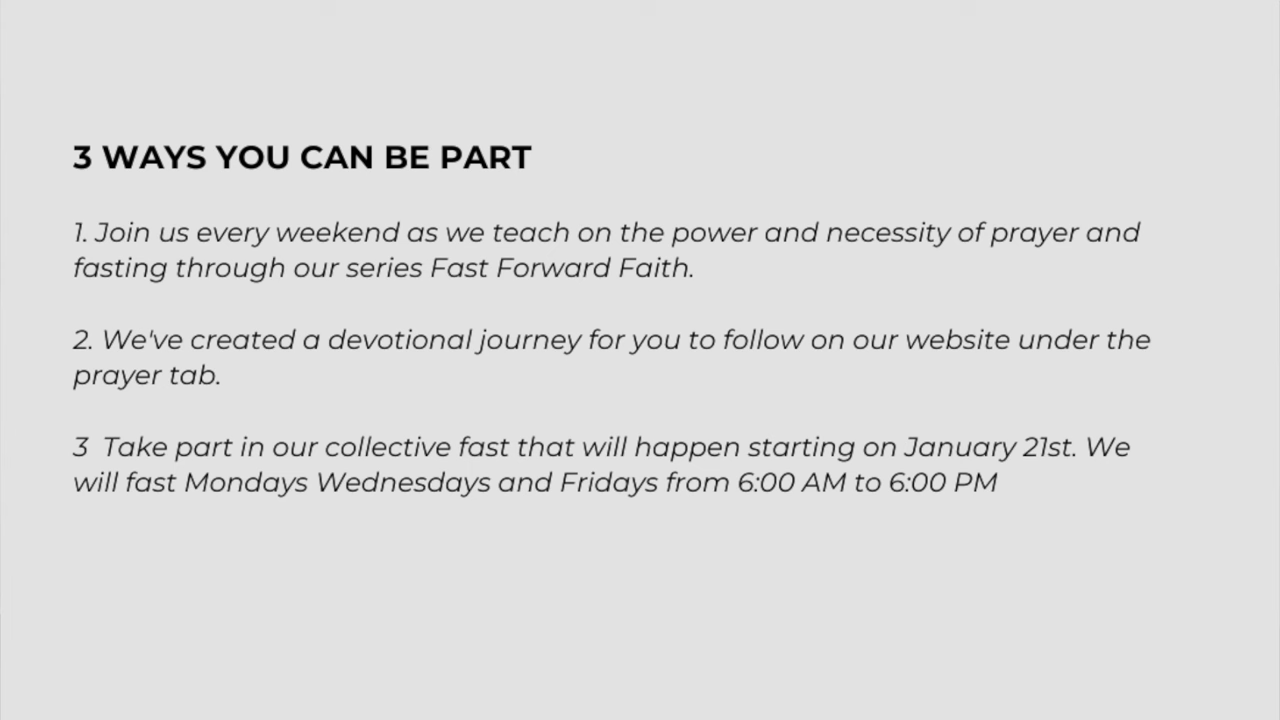 3 WAYS YOU CAN BE PART
1. Join us every weekend as we teach on the power and necessity of prayer and
fasting through our series Fast Forward Faith.
2. We've created a devotional journey for you to follow on our website under the
prayer tab.
3  Take part in our collective fast that will happen starting on January 21st. We
will fast Mondays Wednesdays and Fridays from 6:00 AM to 6:00 PM